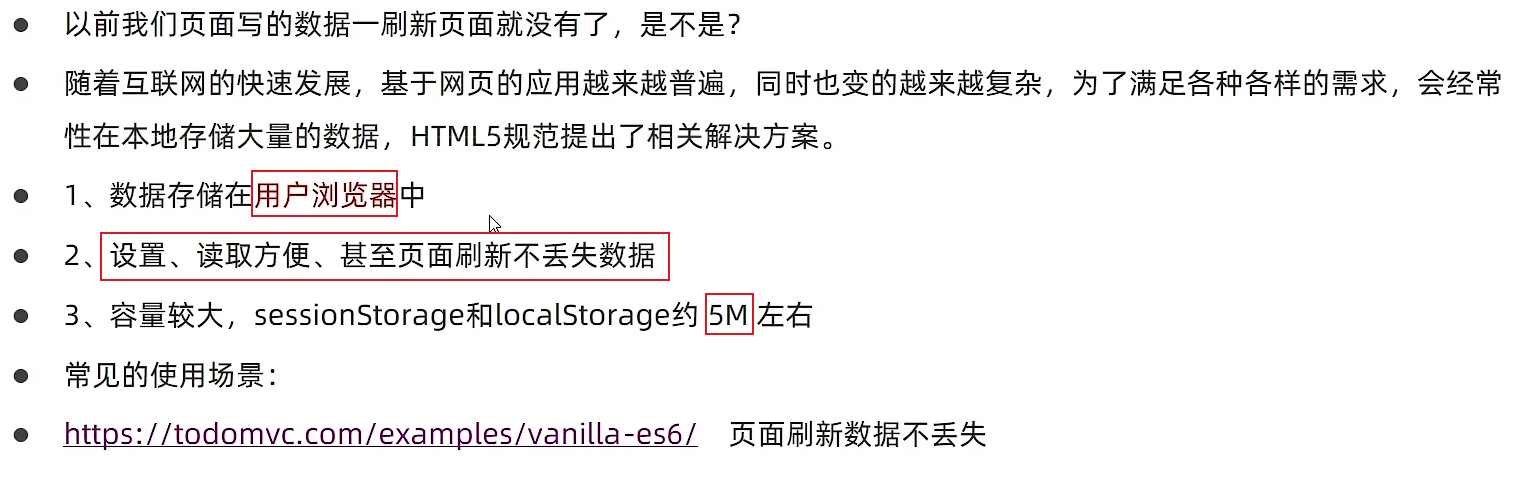 ● 以前我们页面写的数据一刷新页面就没有了，是不是？
● 随着互联网的快速发展，基于网页的应用越来越普遍，同时也变的越来越复杂，为了满足各种各样的需求，会经常
性在本地存储大量的数据，HTML5规范提出了相关解决方案。
● 1、数据存储在用户浏览器中
● 2、设置、读取方便、甚至页面刷新不丢失数据
● 3、容量较大，sessionStorage和localStorage约 5M 左右
● 常见的使用场景：
● https://todomvc.com/examples/vanilla-es6/ 页面刷新数据不丢失